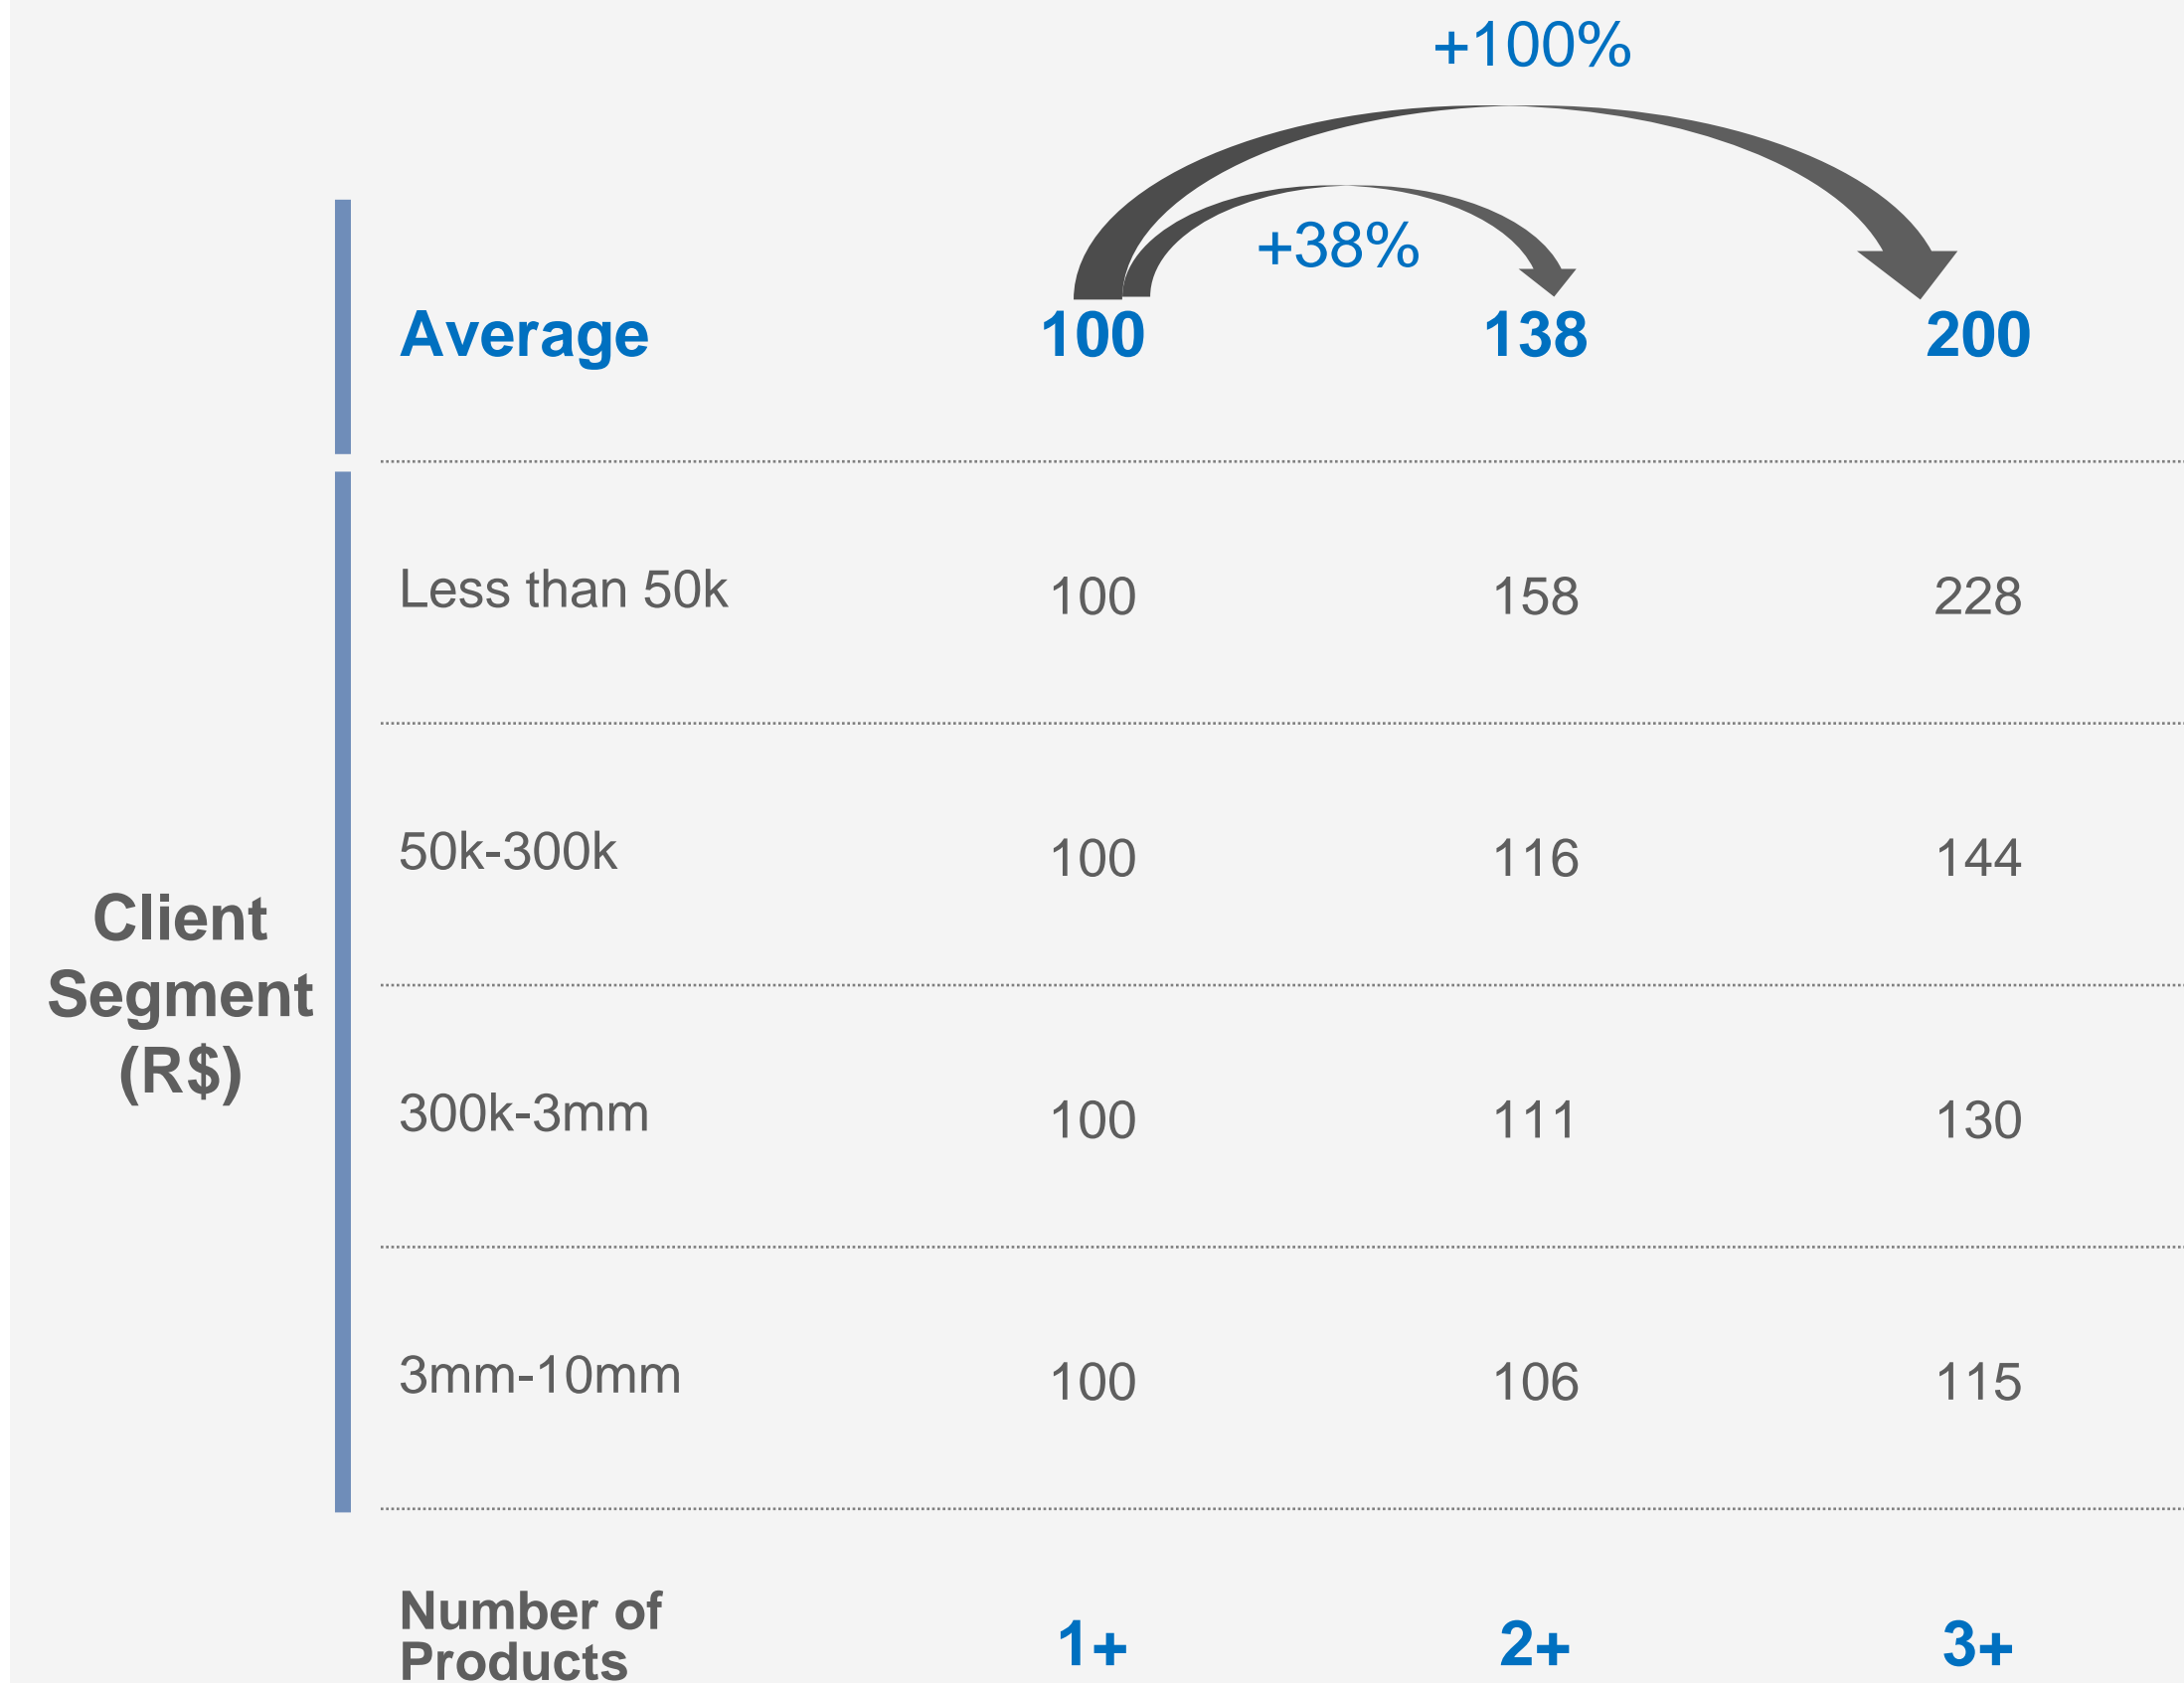 +100%
+38%
Average 100 138 200
Less than 50k 100 158 228
50k-300k 100 116 144
Client
Segment
(R$)
300k-3mm 100 111 130
3mm-10mm 100 106 115
Number of
Products 1+ 2+ 3+